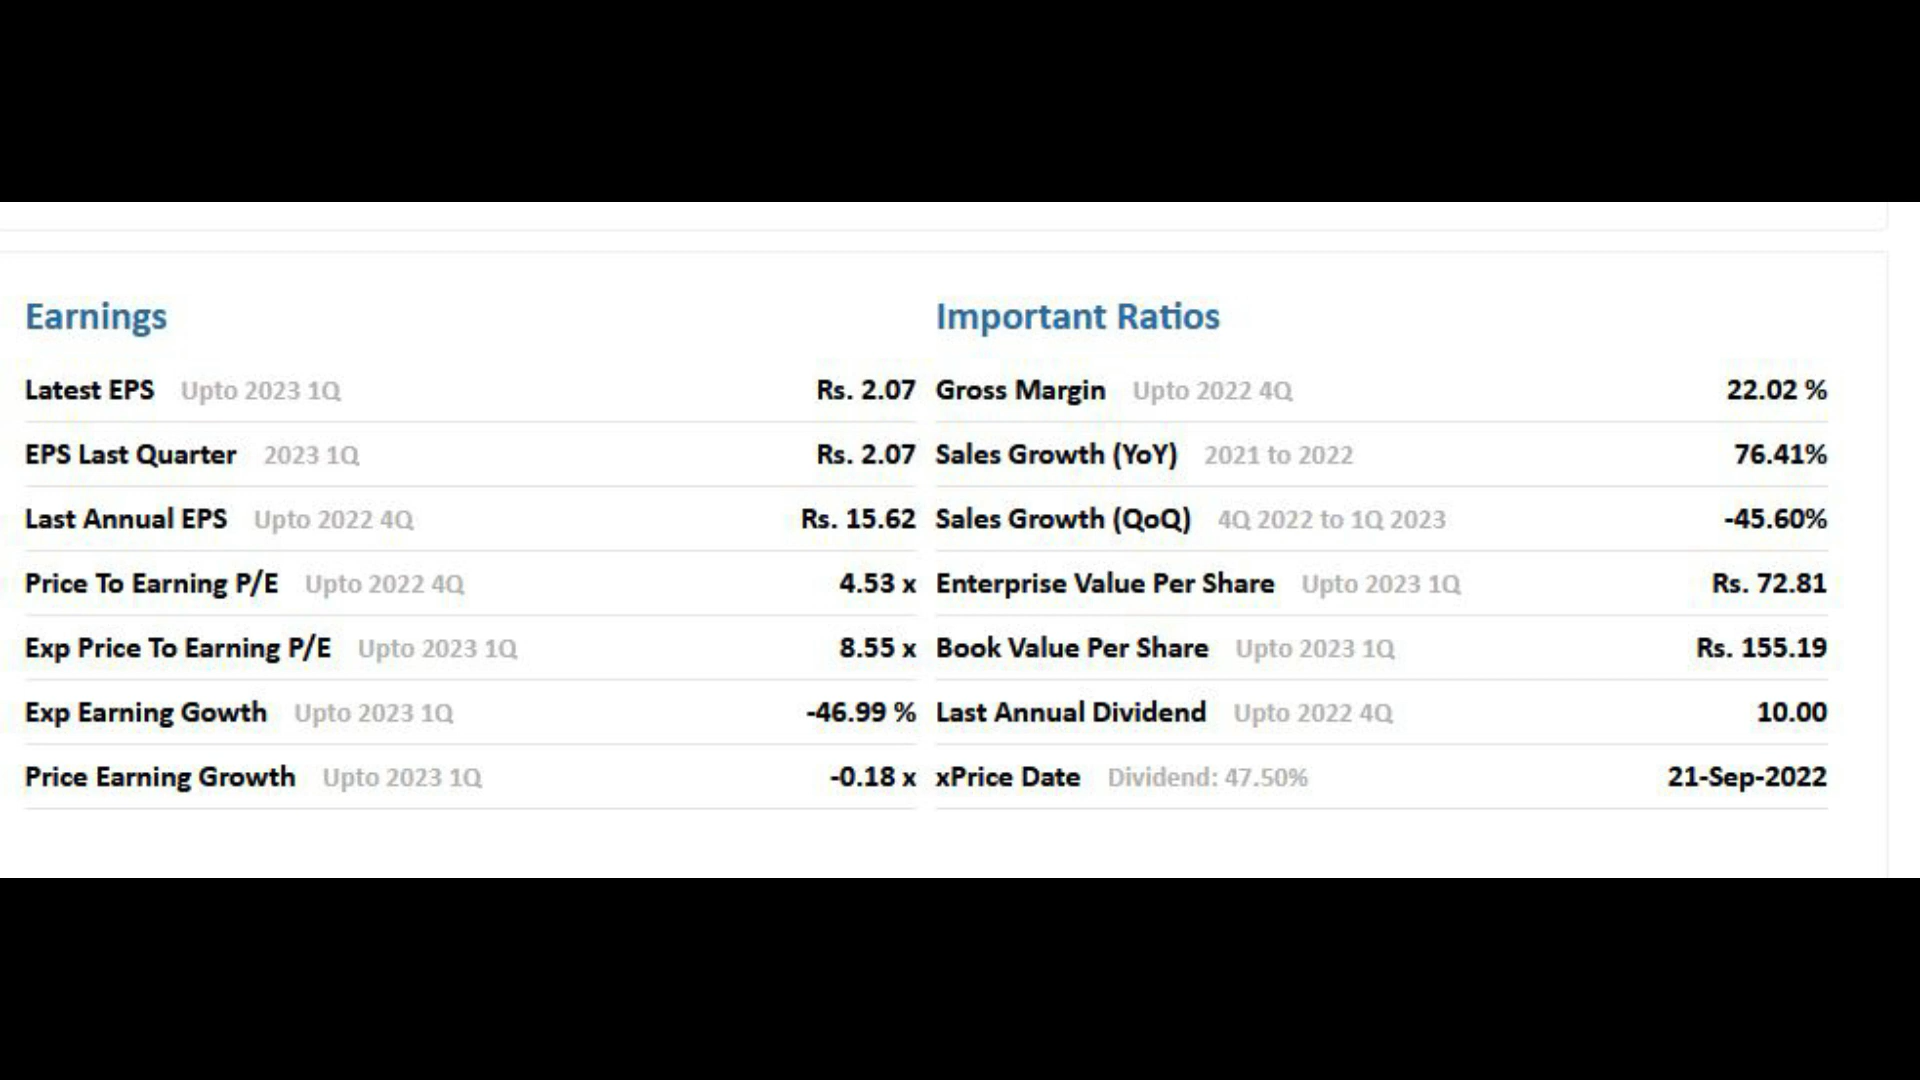 Earnings
Latest EPS Upto 2023 1Q Rs. 2.07
EPS Last Quarter 2023 1Q Rs. 2.07
Last Annual EPS Upto 2022 4Q Rs. 15.62
Price To Earning P/E Upto 2022 4Q 4.53 x
Exp Price To Earning P/E Upto 2023 1Q 8.55 x
Exp Earning Gowth Upto 2023 1Q -46.99 %
Price Earning Growth Upto 2023 1Q -0.18 x
Important Ratios
Gross Margin Upto 2022 4Q 22.02 %
Sales Growth (YoY) 2021 to 2022 76.41%
Sales Growth (QoQ) 4Q 2022 to 1Q 2023 -45.60%
Enterprise Value Per Share Upto 2023 1Q Rs. 72.81
Book Value Per Share Upto 2023 1Q Rs. 155.19
Last Annual Dividend Upto 2022 4Q 10.00
xPrice Date Dividend: 47.50% 21-Sep-2022